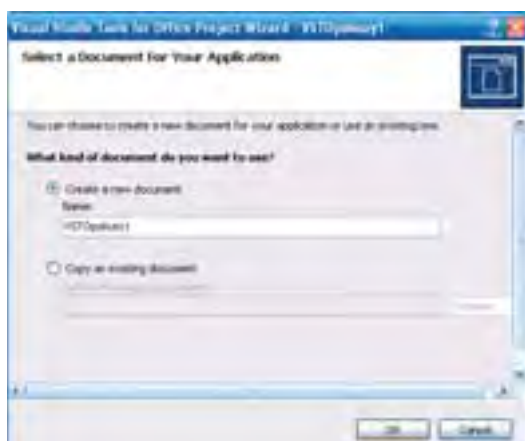 Visual Studio Tools for Office Project Wizard -
Select a Document For Your Application
You can choose to create a new document for your application or use an existing one.
What kind of document do you want to use?
Create a new document
Name:
Copy an existing document
OK
Cancel